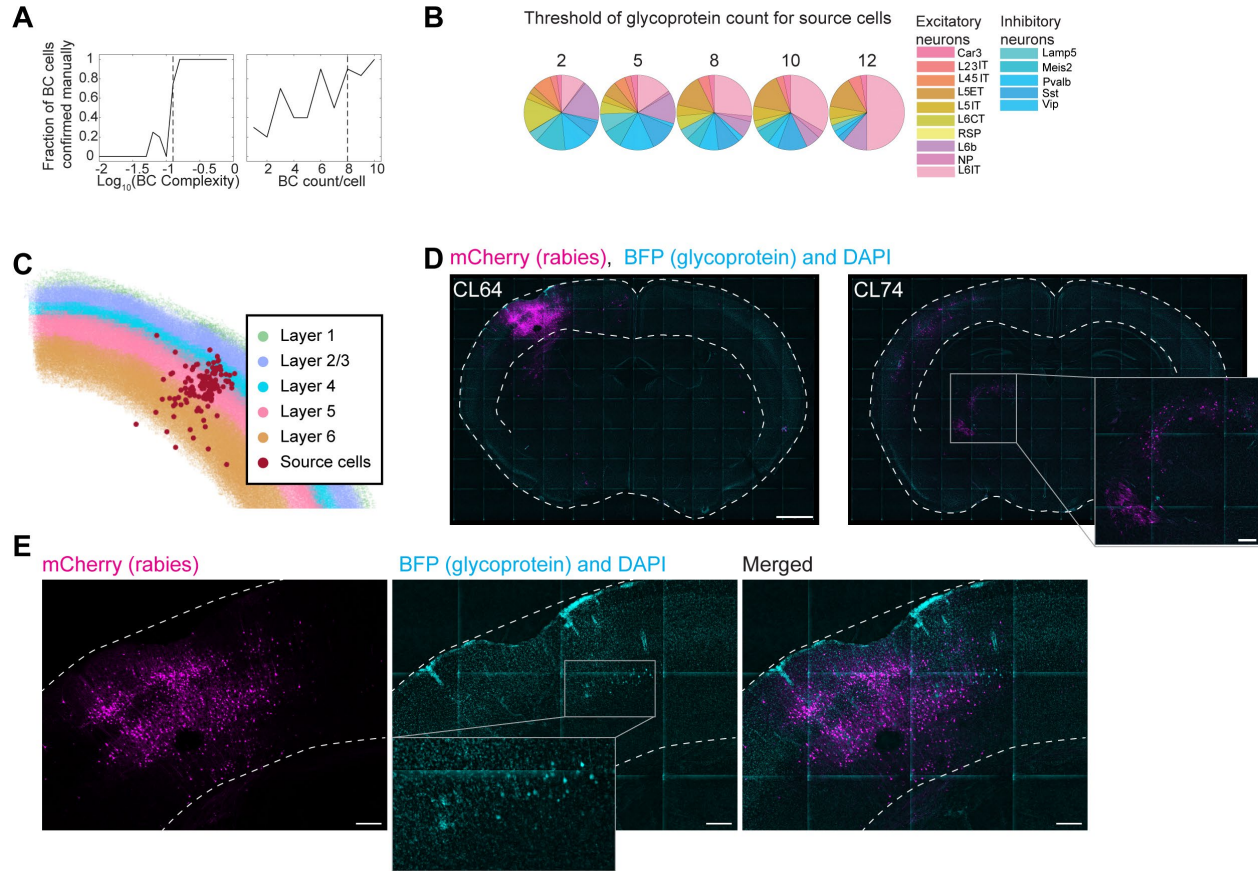 A
Fraction of BC cells
confirmed manually
1
0.8
0.6
0.4
0.2
0
-2
-1.5
-1
-0.5
0
Log10(BC Complexity)
2
4
6
8
10
BC count/cell
B
Threshold of glycoprotein count for source cells
2
5
8
10
12
Excitatory
neurons
Car3
L23IT
L45IT
L5ET
L5IT
L6CT
RSP
L6b
NP
L6IT
Inhibitory
neurons
Lamp5
Meis2
Pvalb
Sst
Vip
C
Layer 1
Layer 2/3
Layer 4
Layer 5
Layer 6
Source cells
D
mCherry (rabies), BFP (glycoprotein) and DAPI
CL64
CL74
E
mCherry (rabies)
BFP (glycoprotein) and DAPI
Merged